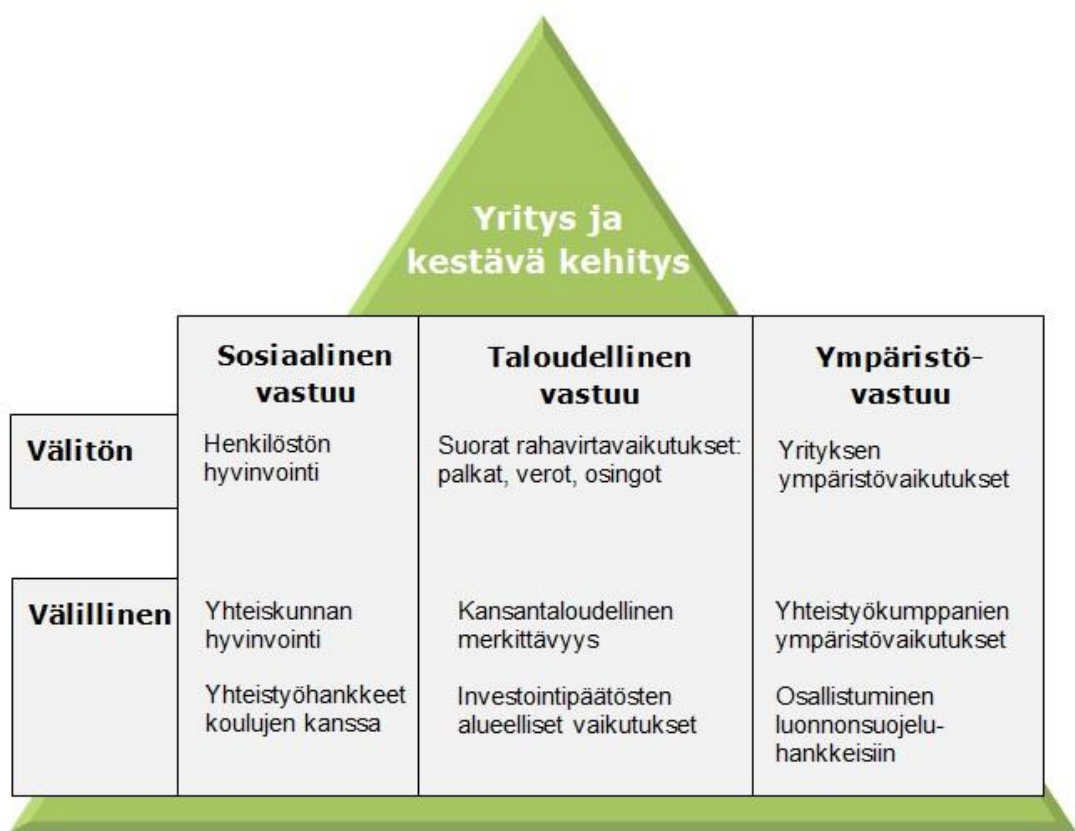 Yritys ja
kestävä kehitys
Sosiaalinen
vastuu
Taloudellinen
vastuu
Ympäristö-
vastuu
Välitön
Henkilöstön
hyvinvointi
Suorat rahavirtavaikutukset:
palkat, verot, osingot
Yrityksen
ympäristövaikutukset
Välillinen
Yhteiskunnan
hyvinvointi
Yhteistyöhankkeet
koulujen kanssa
Kansantaloudellinen
merkittävyys
Investointipäätösten
alueelliset vaikutukset
Yhteistyökumppanien
ympäristövaikutukset
Osallistuminen
luonnonsuojelu-
hankkeisiin